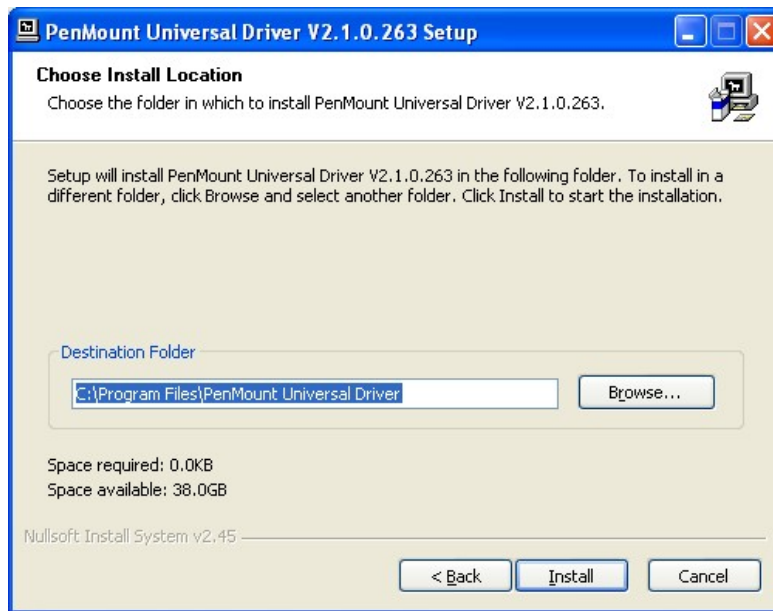 PenMount Universal Driver V2.1.0.263 Setup
Choose Install Location
Choose the folder in which to install PenMount Universal Driver V2.1.0.263.
Setup will install PenMount Universal Driver V2.1.0.263 in the following folder. To install in a
different folder, click Browse and select another folder. Click Install to start the installation.
Destination Folder
C:\Program Files\PenMount Universal Driver
Browse...
Space required: 0.0KB
Space available: 38.0GB
Nullsoft Install System v2.45
< Back
Install
Cancel